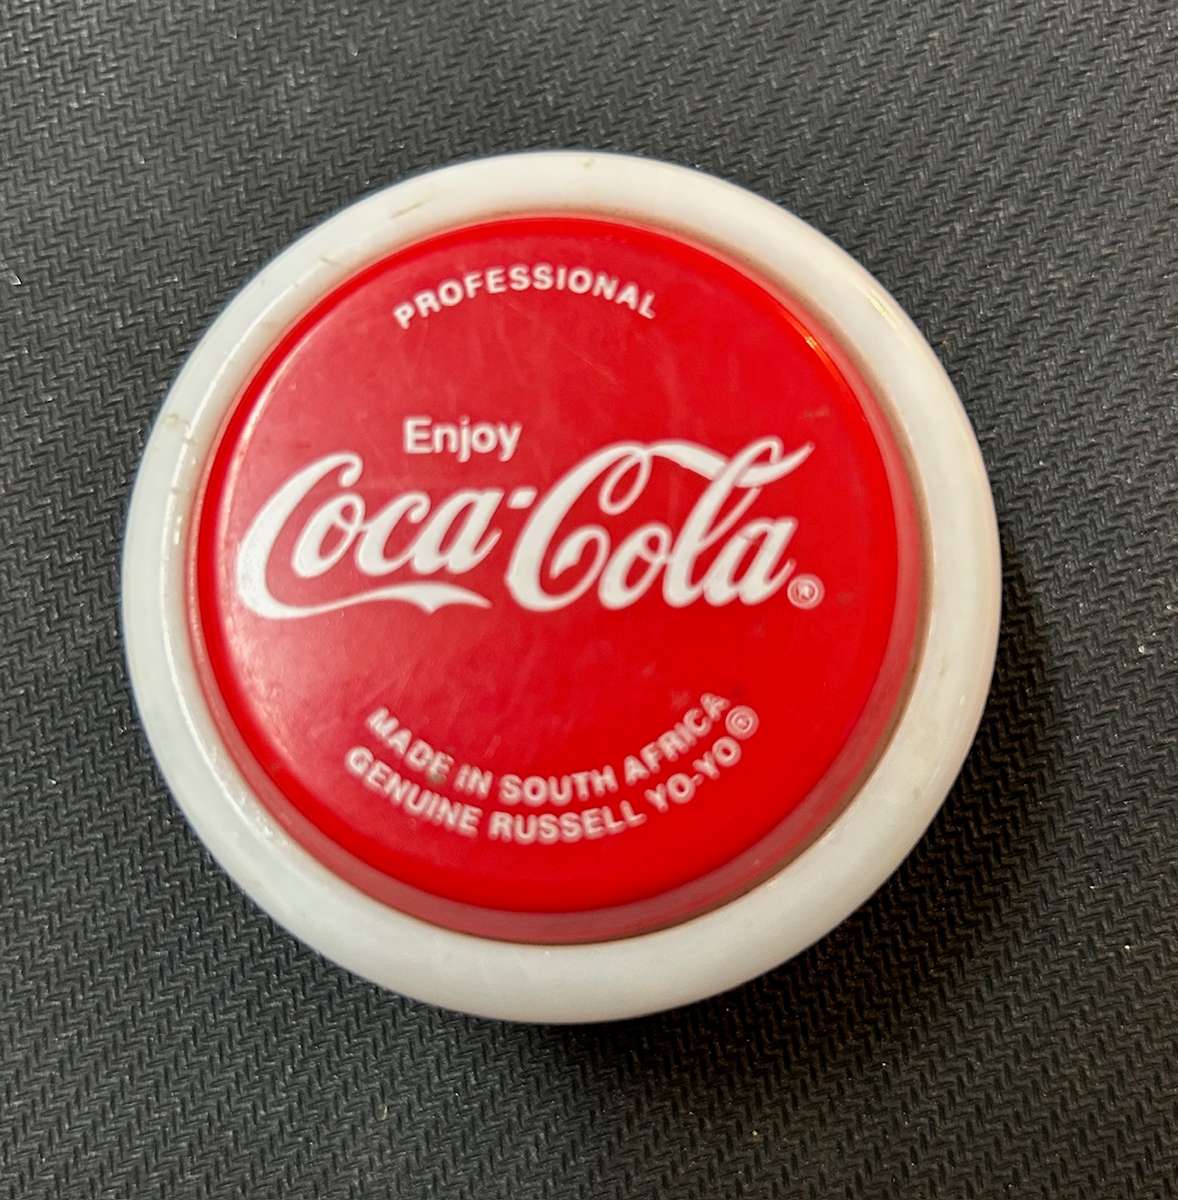 PROFESSIONAL
Enjoy
Coca-Cola®
MADE IN SOUTH AFRICA
GENUINE RUSSELL YO-YO©